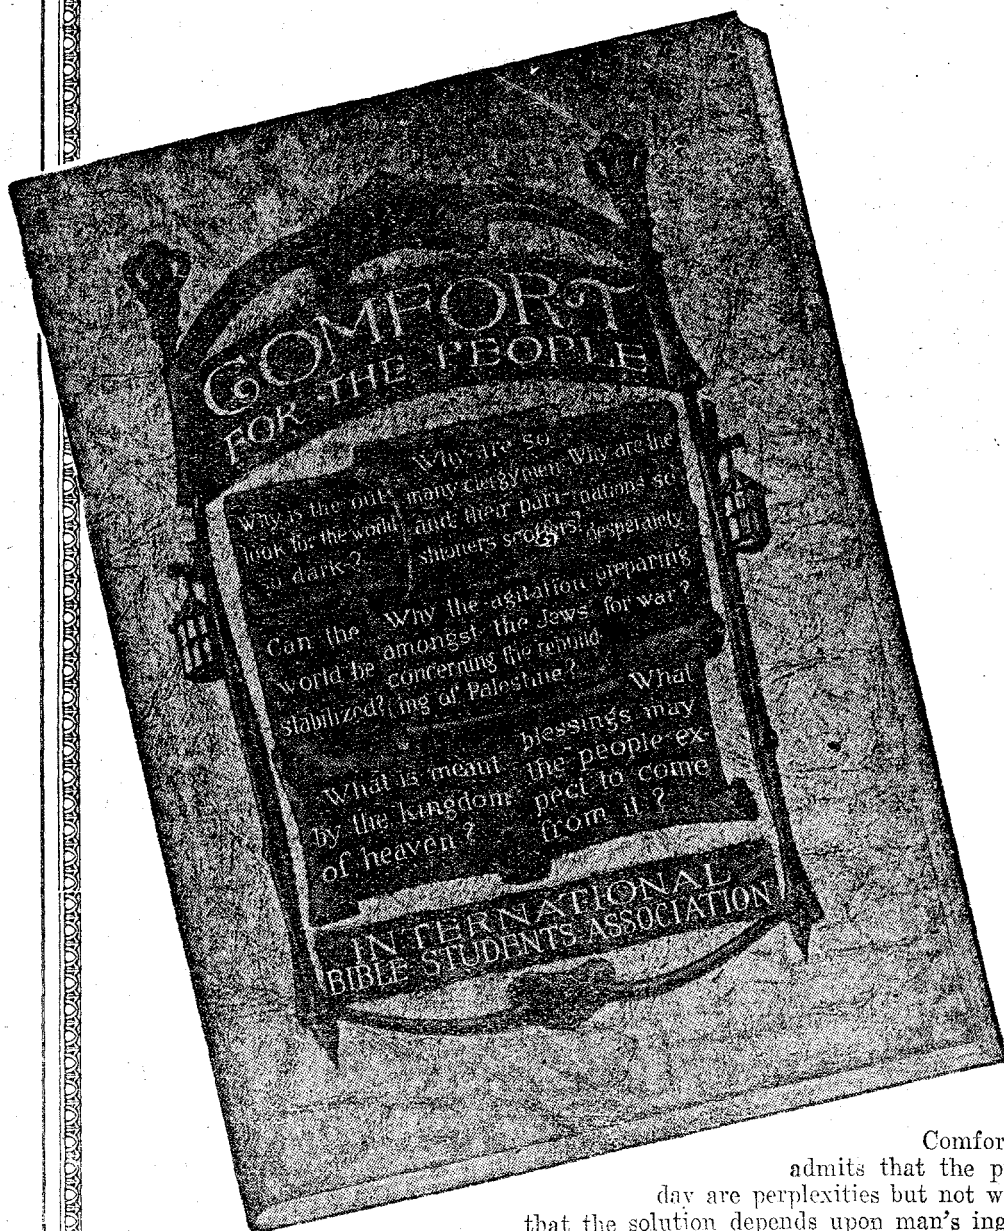 COMFORT
FOR THE PEOPLE
Why is the out-
look for the world
so dark?
Why are so
many clergymen
and their pari-
shioners scoffers?
Why are the
nations so
desperately
preparing
for war?
Can the
world be
stabilized?
Why the agitation
amongst the Jews
concerning the rebuild-
ing of Palestine?
What is meant
by the kingdom
of heaven?
What
blessings may
the people ex-
pect to come
from it?
INTERNATIONAL
BIBLE STUDENTS ASSOCIATION
Comfor
admits that the p
day are perplexities but not w
that the solution depends upon man's ing